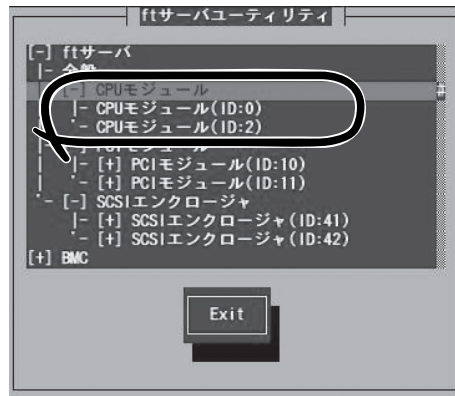 ftサーバユーティリティ
[-] ftサーバ
|- 全般
[-] CPUモジュール
|- CPUモジュール(ID:0)
'- CPUモジュール(ID:2)
|- [+] PCIモジュール(ID:10)
'- [+] PCIモジュール(ID:11)
'- [-] SCSIエンクロージャ
|- [+] SCSIエンクロージャ(ID:41)
'- [+] SCSIエンクロージャ(ID:42)
[+] BMC
Exit